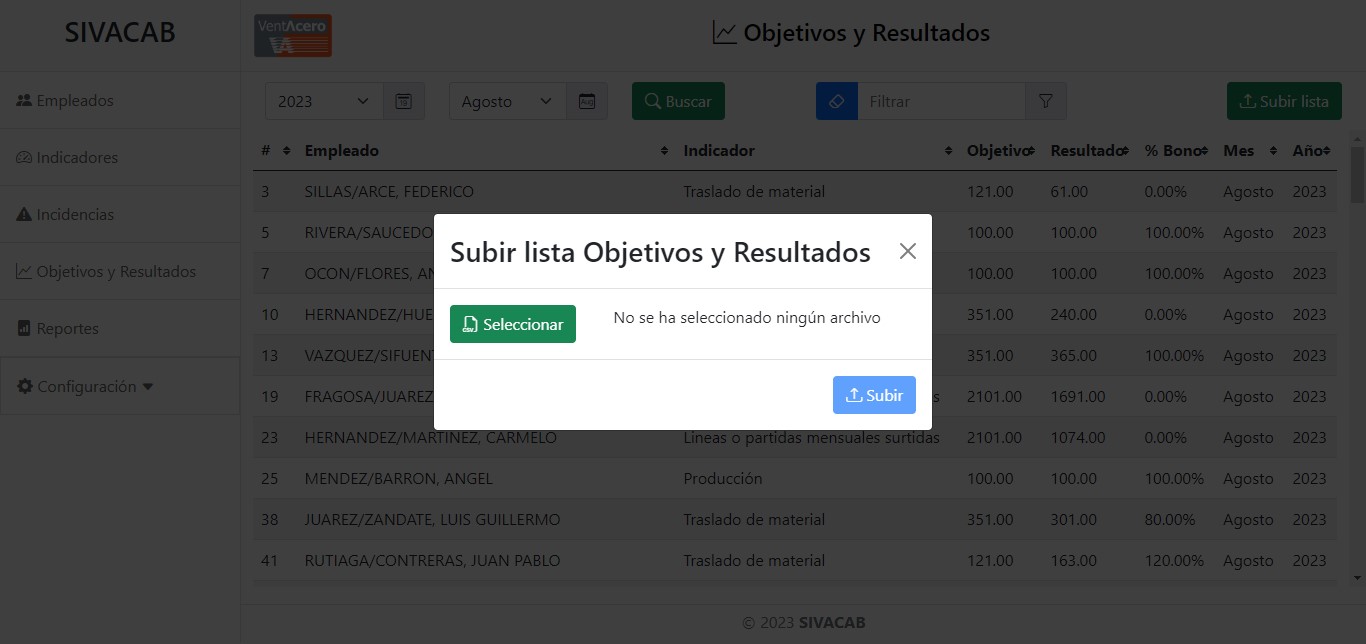 SIVACAB
VentAcero
VA
Objetivos y Resultados
Empleados
Indicadores
Incidencias
Objetivos y Resultados
Reportes
Configuración
2023
Agosto
Buscar
Filtrar
Subir lista
# Empleado Indicador Objetivo Resultado % Bono Mes Año
3 SILLAS/ARCE, FEDERICO Traslado de material 121.00 61.00 0.00% Agosto 2023
5 RIVERA/SAUCEDO 100.00 100.00 100.00% Agosto 2023
7 OCON/FLORES, 100.00 100.00 100.00% Agosto 2023
10 351.00 240.00 0.00% Agosto 2023
13 351.00 365.00 100.00% Agosto 2023
19 FRAGOSA/JUAREZ 2101.00 1691.00 0.00% Agosto 2023
23 HERNANDEZ/MARTINEZ, CARMELO Lineas o partidas mensuales surtidas 2101.00 1074.00 0.00% Agosto 2023
25 MENDEZ/BARRON, ANGEL Producción 100.00 100.00 100.00% Agosto 2023
38 JUAREZ/ZANDATE, LUIS GUILLERMO Traslado de material 351.00 301.00 80.00% Agosto 2023
41 RUTIAGA/CONTRERAS, JUAN PABLO Traslado de material 121.00 163.00 120.00% Agosto 2023
Subir lista Objetivos y Resultados
Seleccionar
No se ha seleccionado ningún archivo
Subir
© 2023 SIVACAB